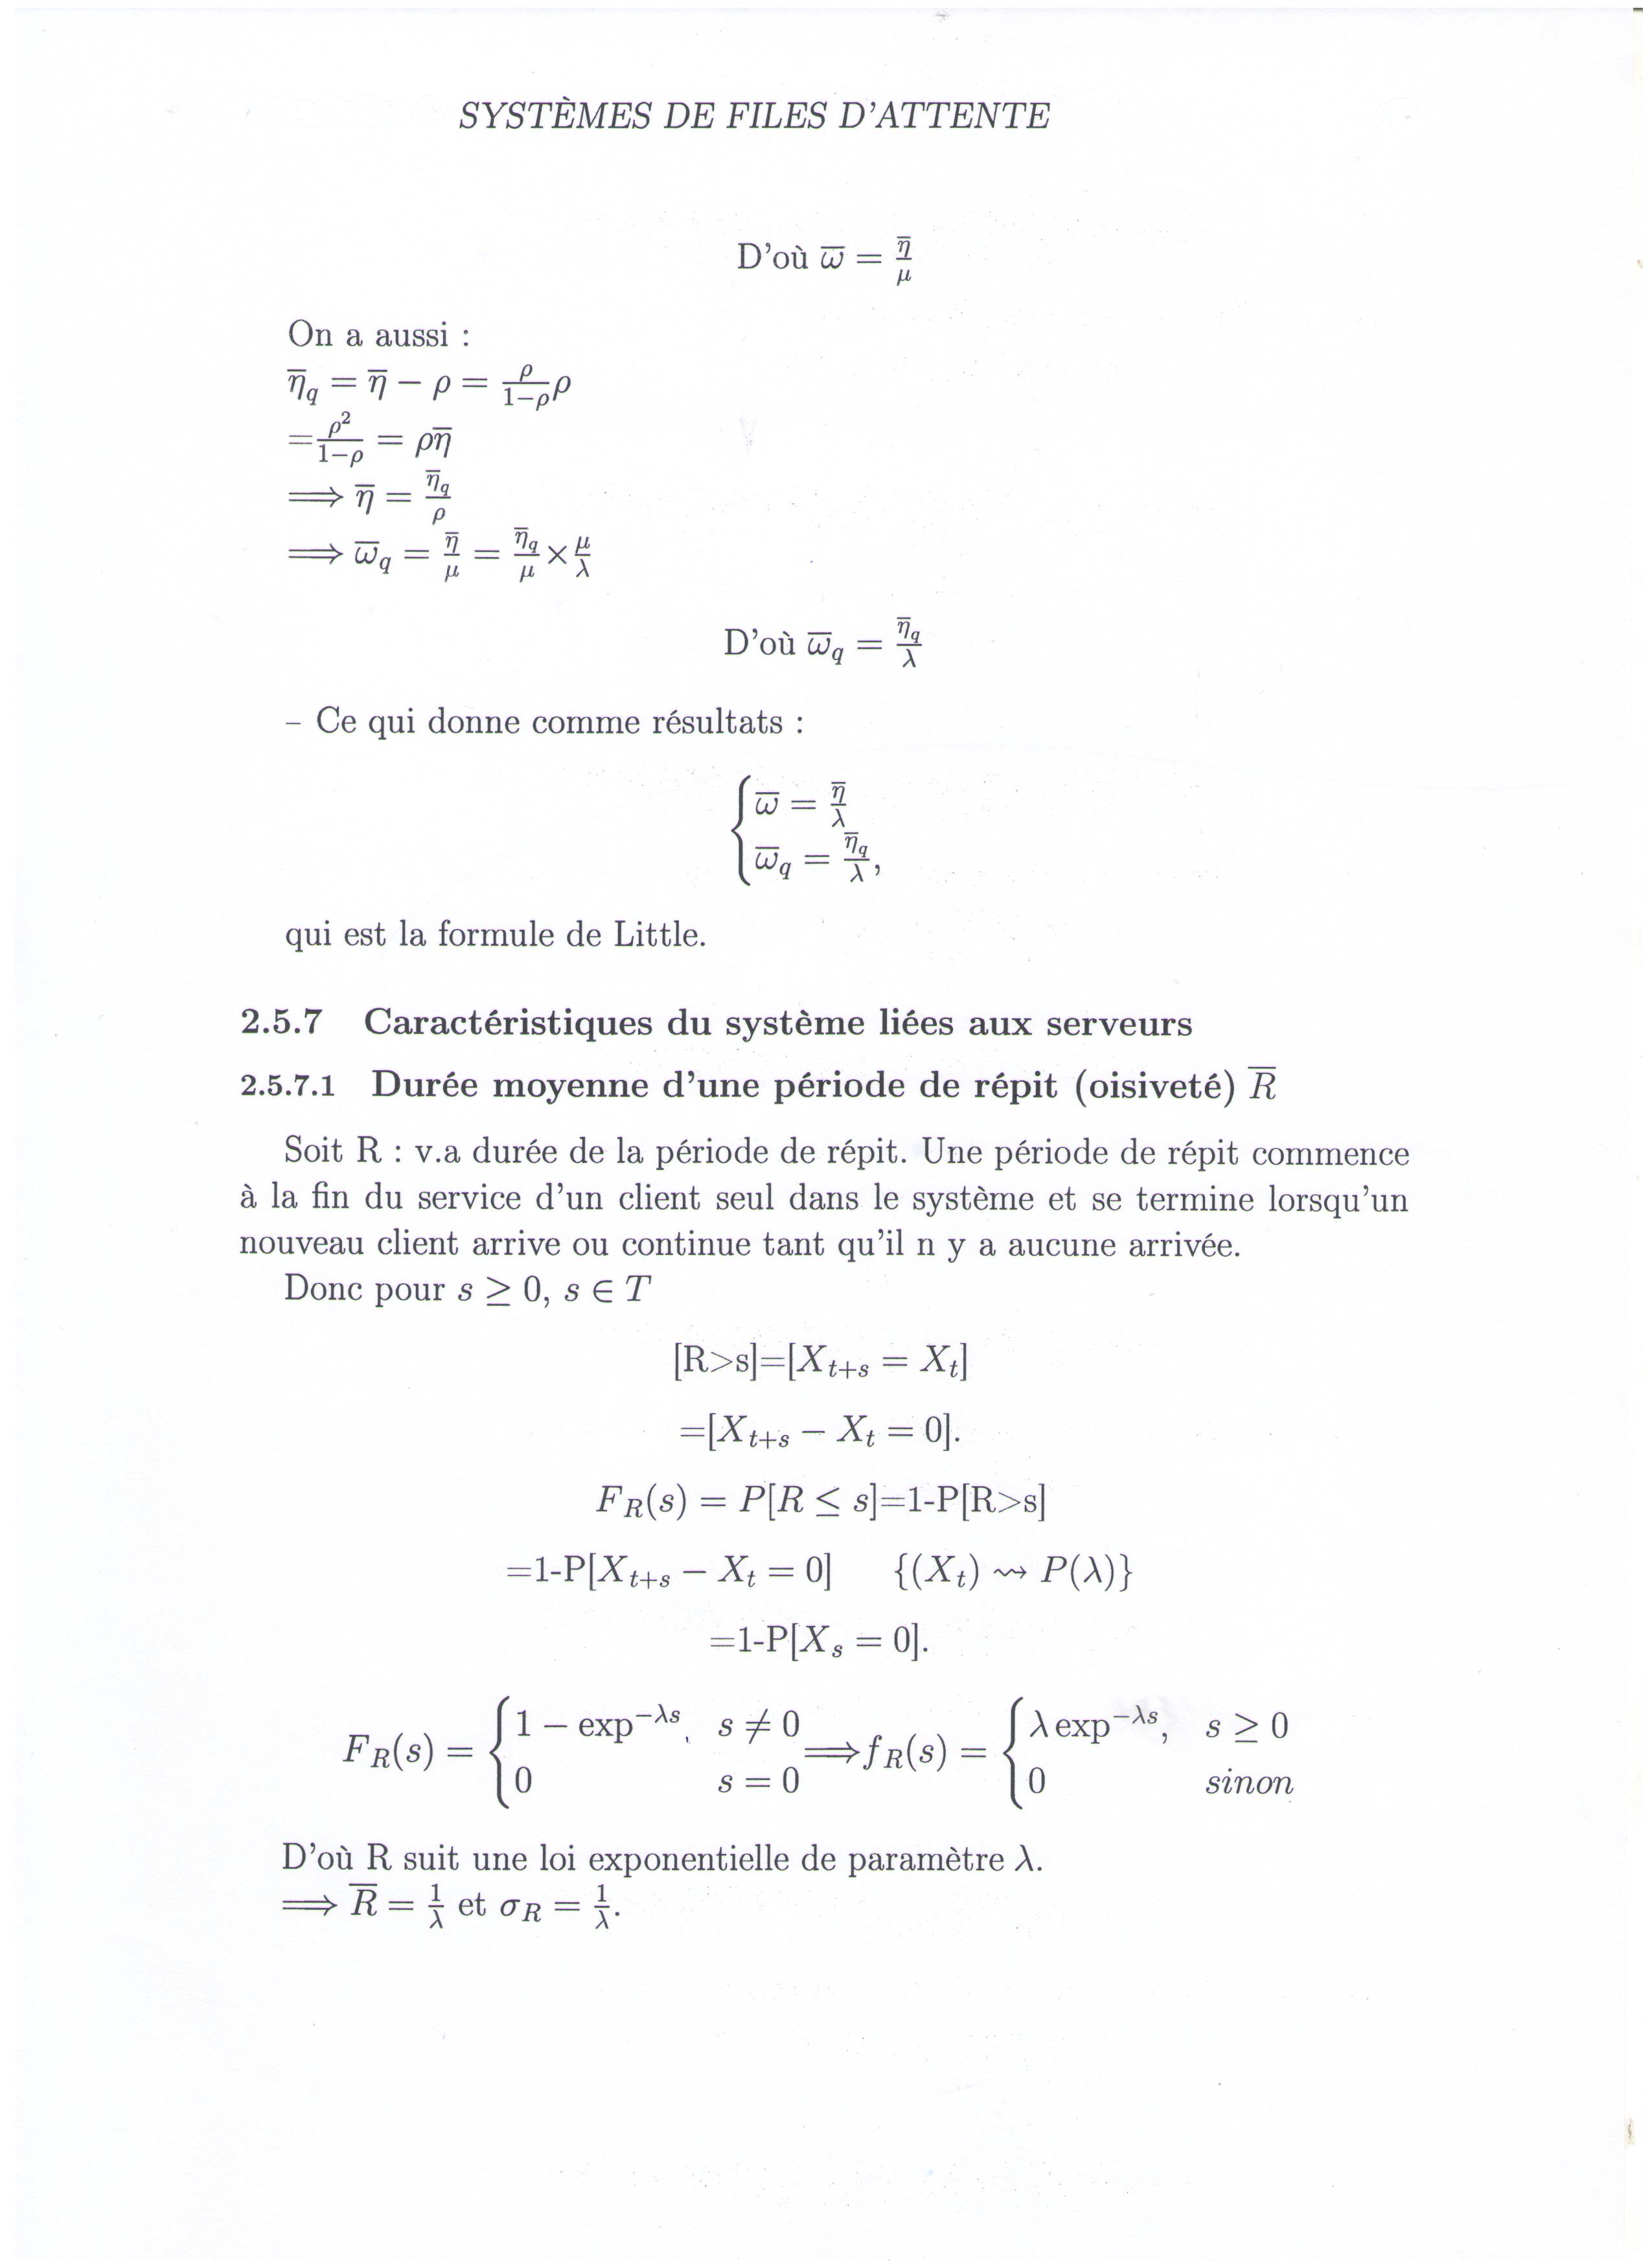 SYSTÈMES DE FILES D'ATTENTE
D'où $\overline{\omega} = \frac{\overline{\eta}}{\mu}$
On a aussi :
$\overline{\eta}_q = \overline{\eta} - \rho = \frac{\rho}{1-\rho}\rho$
$= \frac{\rho^2}{1-\rho} = \rho\overline{\eta}$
$\Longrightarrow \overline{\eta} = \frac{\overline{\eta}_q}{\rho}$
$\Longrightarrow \overline{\omega}_q = \frac{\overline{\eta}}{\mu} = \frac{\overline{\eta}_q}{\mu} \times \frac{\mu}{\lambda}$
D'où $\overline{\omega}_q = \frac{\overline{\eta}_q}{\lambda}$
– Ce qui donne comme résultats :
$\begin{cases} \overline{\omega} = \frac{\overline{\eta}}{\lambda} \\ \overline{\omega}_q = \frac{\overline{\eta}_q}{\lambda}, \end{cases}$
qui est la formule de Little.
2.5.7 Caractéristiques du système liées aux serveurs
2.5.7.1 Durée moyenne d'une période de répit (oisiveté) $\overline{R}$
Soit R : v.a durée de la période de répit. Une période de répit commence
à la fin du service d'un client seul dans le système et se termine lorsqu'un
nouveau client arrive ou continue tant qu'il n y a aucune arrivée.
Donc pour $s \geq 0$, $s \in T$
[R>s]=[$X_{t+s} = X_t$]
=[$X_{t+s} - X_t = 0$].
$F_R(s) = P[R \leq s]$=1-P[R>s]
=1-P[$X_{t+s} - X_t = 0$] $\{(X_t) \rightsquigarrow P(\lambda)\}$
=1-P[$X_s = 0$].
$F_R(s) = \begin{cases} 1 - \exp^{-\lambda s}, & s \neq 0 \\ 0 & s = 0 \end{cases} \Longrightarrow f_R(s) = \begin{cases} \lambda \exp^{-\lambda s}, & s \geq 0 \\ 0 & sinon \end{cases}$
D'où R suit une loi exponentielle de paramètre $\lambda$.
$\Longrightarrow \overline{R} = \frac{1}{\lambda}$ et $\sigma_R = \frac{1}{\lambda}$.